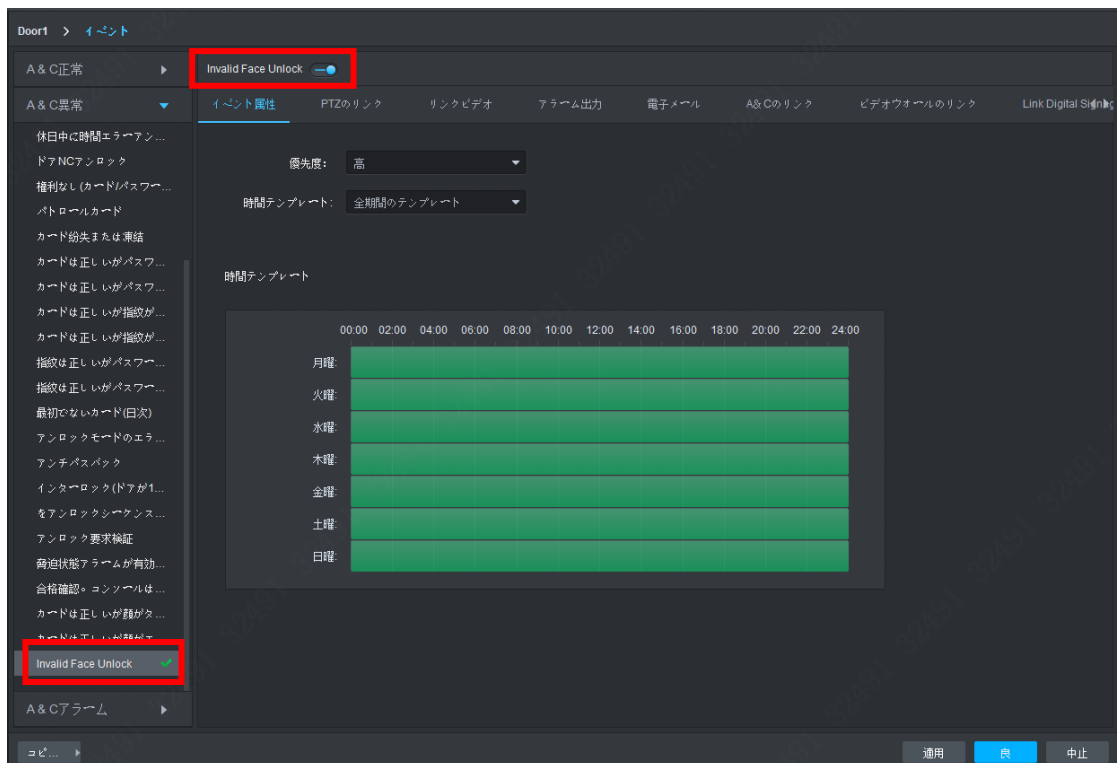 Door1 > イベント
A & C正常
Invalid Face Unlock
A & C異常
イベント属性 PTZのリンク リンクビデオ アラーム出力 電子メール A& Cのリンク ビデオウオールのリンク Link Digital Signag
休日中に時間エラーアン...
ドアNCアンロック
権利なし(カード/パスワー...
パトロールカード
カード紛失または凍結
カードは正しいがパスワ...
カードは正しいがパスワ...
カードは正しいが指紋が...
カードは正しいが指紋が...
指紋は正しいがパスワー...
指紋は正しいがパスワー...
最初でないカード(日次)
アンロックモードのエラ...
アンチパスバック
インターロック(ドアが1...
をアンロックシーケンス...
アンロック要求検証
脅迫状態アラームが有効...
合格確認。コンソールは...
カードは正しいが顔がタ...
カードは正しいが顔がエ...
Invalid Face Unlock
A & Cアラーム
優先度: 高
時間テンプレート: 全期間のテンプレート
時間テンプレート
00:00 02:00 04:00 06:00 08:00 10:00 12:00 14:00 16:00 18:00 20:00 22:00 24:00
月曜:
火曜:
水曜:
木曜:
金曜:
土曜:
日曜:
コピ...
適用 良 中止
32491